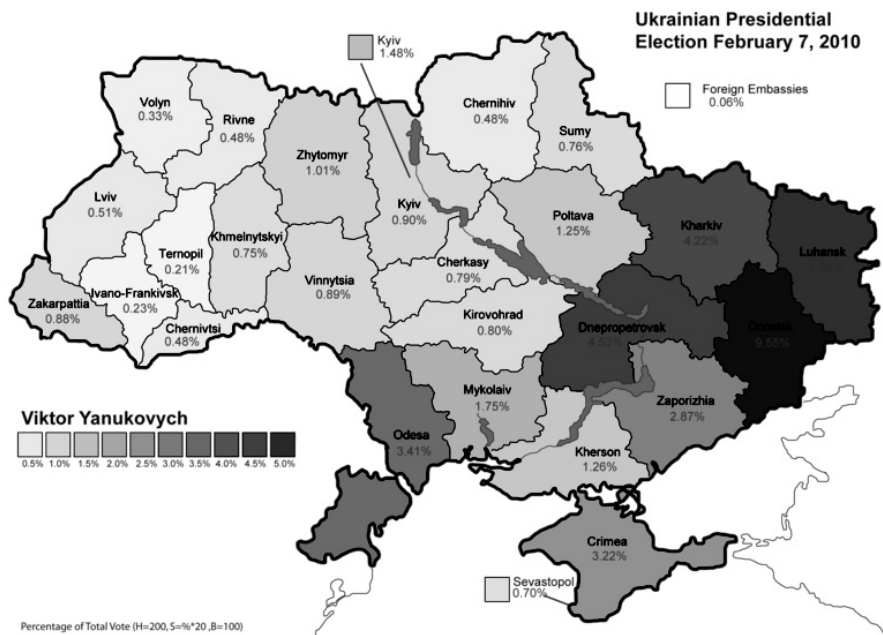 Ukrainian Presidential
Election February 7, 2010
Kyiv
1.48%
Foreign Embassies
0.06%
Volyn
0.33%
Rivne
0.48%
Chernihiv
0.48%
Sumy
0.76%
Zhytomyr
1.01%
Lviv
0.51%
Kyiv
0.90%
Poltava
1.25%
Kharkiv
4.22%
Ternopil
0.21%
Khmelnytskyi
0.75%
Luhansk
Cherkasy
0.79%
Vinnytsia
0.89%
Zakarpattia
0.88%
Ivano-Frankivsk
0.23%
Chernivtsi
0.48%
Kirovohrad
0.80%
Dnepropetrovsk
4.53%
Donetsk
9.55%
Mykolaiv
1.75%
Zaporizhia
2.87%
Odesa
3.41%
Kherson
1.26%
Viktor Yanukovych
0.5% 1.0% 1.5% 2.0% 2.5% 3.0% 3.5% 4.0% 4.5% 5.0%
Crimea
3.22%
Sevastopol
0.70%
Percentage of Total Vote (H=200, S=%*20 ,B=100)